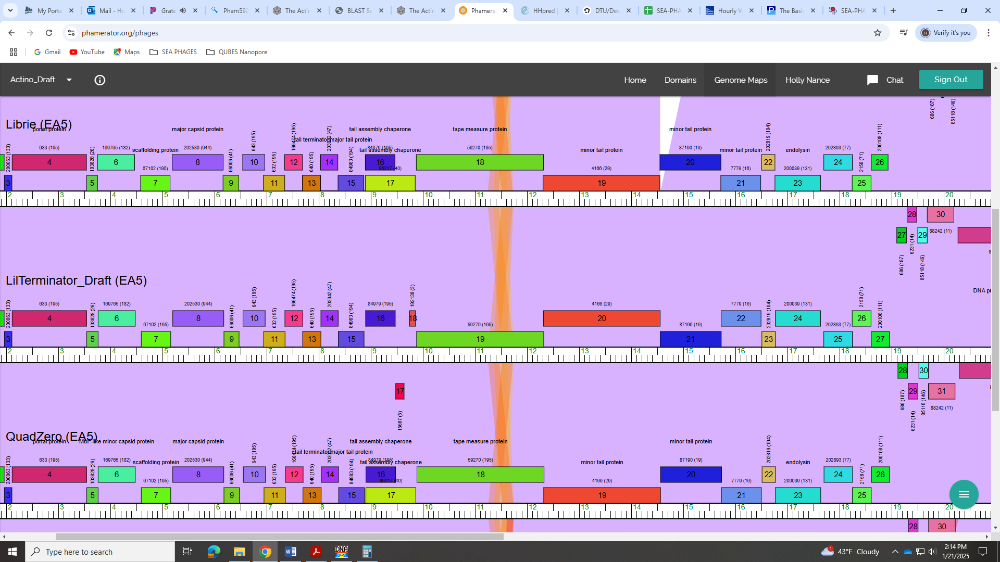 My Porta
Mail - Ho
Grate
Pham592
The Actin
BLAST Se
The Actin
Phamera
HHpred |
DTU/Dee
SEA-PHA
Hourly W
The Basi
SEA-PHA
phamerator.org/phages
Verify it's you
Gmail
YouTube
Maps
SEA PHAGES
QUBES Nanopore
Actino_Draft
Home
Domains
Genome Maps
Holly Nance
Chat
Sign Out
686 (187)
85118 (146)
Librie (EA5)
portal protein
major capsid protein
tail assembly chaperone
tape measure protein
minor tail protein
tail terminator
major tail protein
scaffolding protein
tail assembly chaperone
minor tail protein
minor tail protein
endolysin
200063 (133)
633 (195)
103828 (26)
169765 (182)
67102 (195)
202530 (944)
66006 (41)
643 (195)
632 (195)
166474 (195)
640 (195)
203042 (47)
84983 (194)
84979 (195)
86217 (40)
59270 (195)
4166 (29)
87190 (19)
7779 (16)
202819 (104)
200039 (131)
202893 (77)
2158 (71)
200108 (111)
4 6 8 10 12 14 16 18 20 22 24 26
3 5 7 9 11 13 15 17 19 21 23 25
2 3 4 5 6 7 8 9 10 11 12 13 14 15 16 17 18 19 20
28 30
27 29
88242 (11)
6231 (14)
686 (187)
85118 (146)
8
LilTerminator_Draft (EA5)
DNA pr
200063 (133)
633 (195)
103828 (26)
169765 (182)
67102 (195)
202530 (944)
66006 (41)
643 (195)
632 (195)
166474 (195)
640 (195)
203042 (47)
84983 (194)
84979 (195)
192138 (3)
59270 (195)
4166 (29)
87190 (19)
7779 (16)
202819 (104)
200039 (131)
202893 (77)
2158 (71)
200108 (111)
4 6 8 10 12 14 16 18 20 22 24 26
3 5 7 9 11 13 15 19 21 23 25 27
2 3 4 5 6 7 8 9 10 11 12 13 14 15 16 17 18 19 20
28 30
17 29 31
15687 (5)
686 (187)
6231 (14)
85118 (146)
88242 (11)
8
QuadZero (EA5)
portal protein
MuF-like minor capsid protein
major capsid protein
tail assembly chaperone
tape measure protein
minor tail protein
tail terminator
major tail protein
scaffolding protein
tail assembly chaperone
minor tail protein
endolysin
200063 (133)
633 (195)
103828 (26)
169765 (182)
67102 (195)
202530 (944)
66006 (41)
643 (195)
632 (195)
166474 (195)
640 (195)
203042 (47)
84983 (194)
84979 (195)
86217 (40)
59270 (195)
4166 (29)
87190 (19)
7779 (16)
202819 (104)
200039 (131)
202893 (77)
2158 (71)
200108 (111)
4 6 8 10 12 14 16 18 20 22 24 26
3 5 7 9 11 13 15 17 19 21 23 25
2 3 4 5 6 7 8 9 10 11 12 13 14 15 16 17 18 19 20
28 30
Type here to search
43°F Cloudy
2:14 PM
1/21/2025